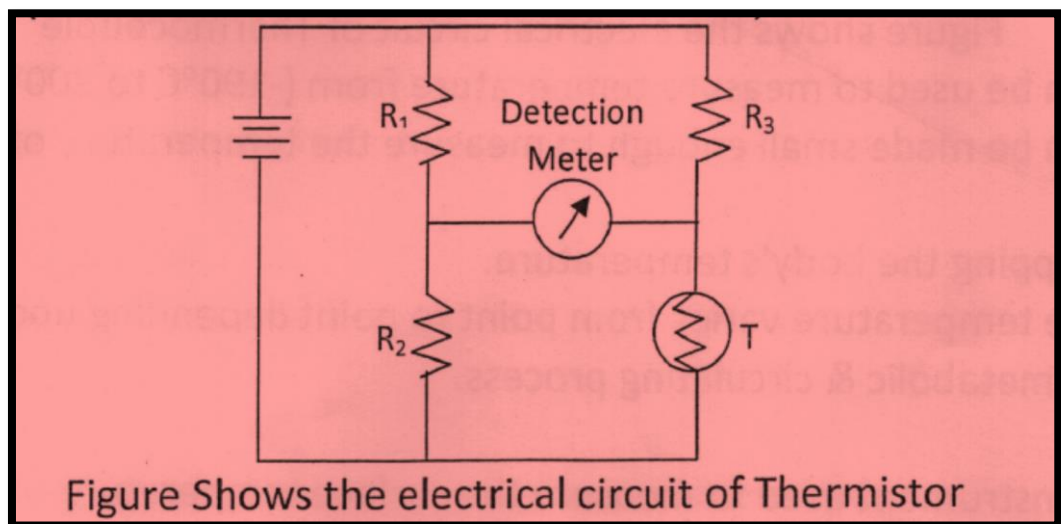 R₁
Detection
Meter
R₃
R₂
T
Figure Shows the electrical circuit of Thermistor